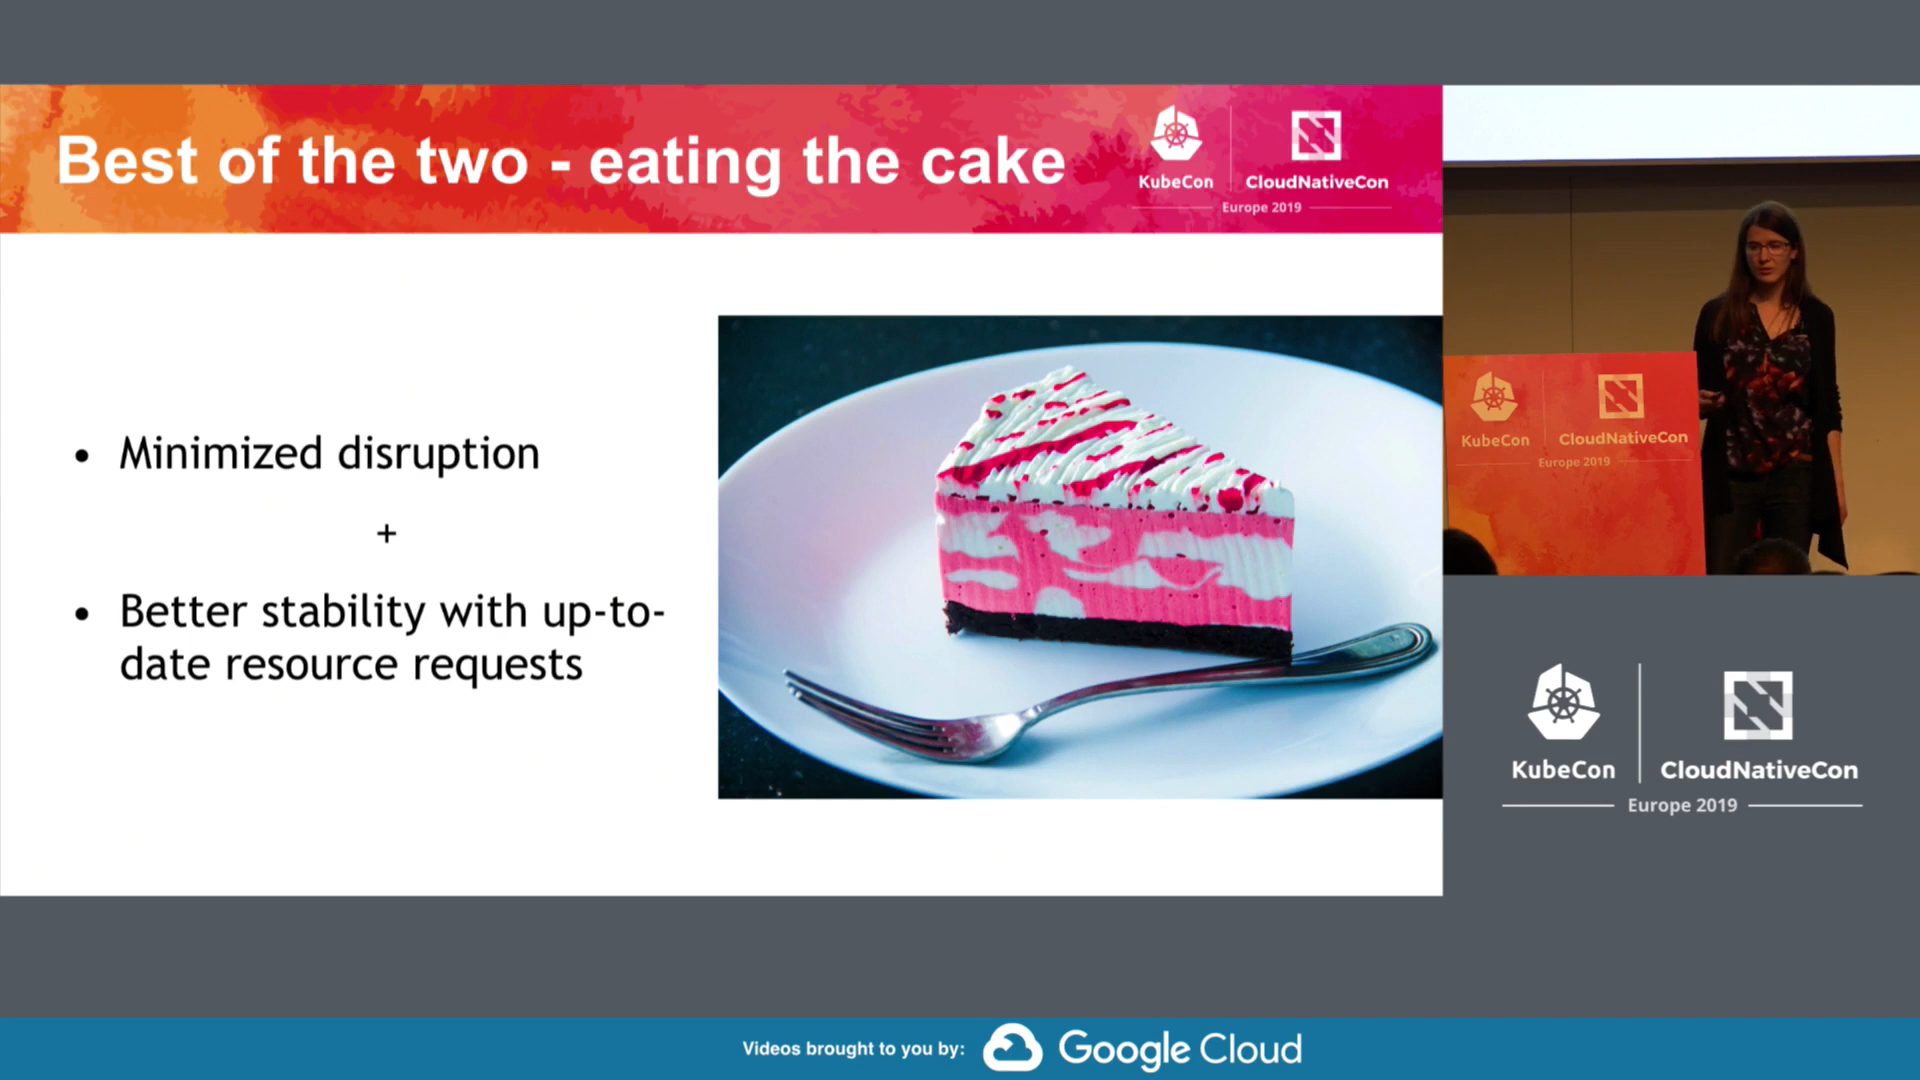 Best of the two - eating the cake
KubeCon
CloudNativeCon
Europe 2019
• Minimized disruption
+
• Better stability with up-to-
date resource requests
KubeCon
CloudNativeCon
Europe 2019
KubeCon
CloudNativeCon
Europe 2019
Videos brought to you by:
Google Cloud